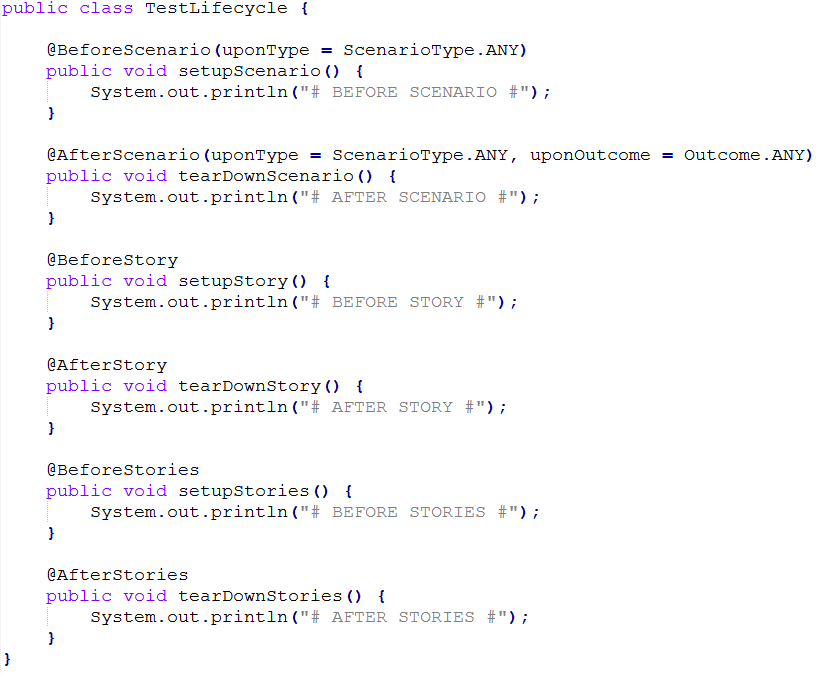 public class TestLifecycle {
@BeforeScenario(uponType = ScenarioType.ANY)
public void setupScenario() {
System.out.println("# BEFORE SCENARIO #");
}
@AfterScenario(uponType = ScenarioType.ANY, uponOutcome = Outcome.ANY)
public void tearDownScenario() {
System.out.println("# AFTER SCENARIO #");
}
@BeforeStory
public void setupStory() {
System.out.println("# BEFORE STORY #");
}
@AfterStory
public void tearDownStory() {
System.out.println("# AFTER STORY #");
}
@BeforeStories
public void setupStories() {
System.out.println("# BEFORE STORIES #");
}
@AfterStories
public void tearDownStories() {
System.out.println("# AFTER STORIES #");
}
}